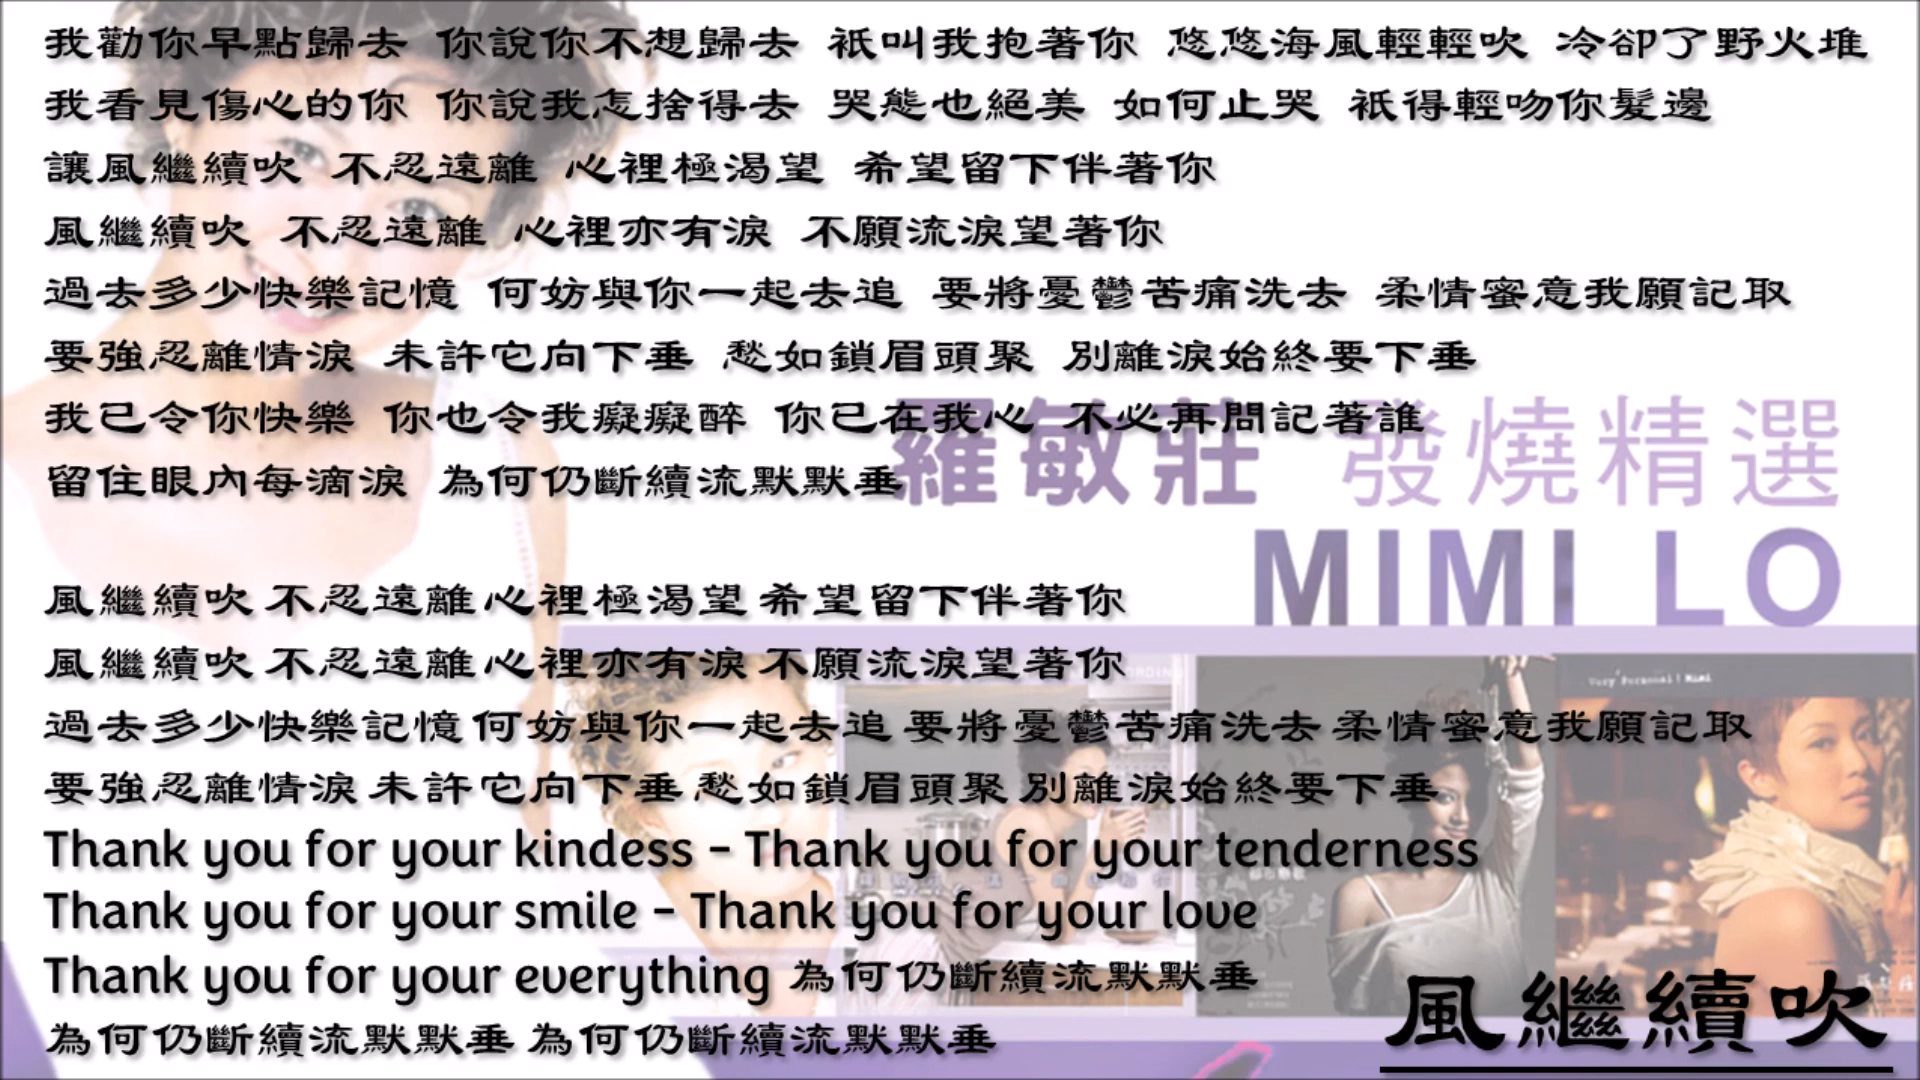 我勸你早點歸去 你說你不想歸去 祇叫我抱著你 悠悠海風輕輕吹 冷卻了野火堆
我看見傷心的你 你說我怎捨得去 哭態也絕美 如何止哭 祇得輕吻你髮邊
讓風繼續吹 不忍遠離 心裡極渴望 希望留下伴著你
風繼續吹 不忍遠離 心裡亦有淚 不願流淚望著你
過去多少快樂記憶 何妨與你一起去追 要將憂鬱苦痛洗去 柔情蜜意我願記取
要強忍離情淚 未許它向下垂 愁如鎖眉頭聚 別離淚始終要下垂
我已令你快樂 你也令我癡癡醉 你已在我心 不必再問記著誰
留住眼內每滴淚 為何仍斷續流默默垂
羅敏莊 發燒精選
MIMI LO
風繼續吹 不忍遠離 心裡極渴望 希望留下伴著你
風繼續吹 不忍遠離 心裡亦有淚 不願流淚望著你
過去多少快樂記憶 何妨與你一起去追 要將憂鬱苦痛洗去 柔情蜜意我願記取
要強忍離情淚 未許它向下垂 愁如鎖眉頭聚 別離淚始終要下垂
Thank you for your kindess - Thank you for your tenderness
Thank you for your smile - Thank you for your love
Thank you for your everything 為何仍斷續流默默垂
為何仍斷續流默默垂 為何仍斷續流默默垂
Very Personal! Mimi
風繼續吹